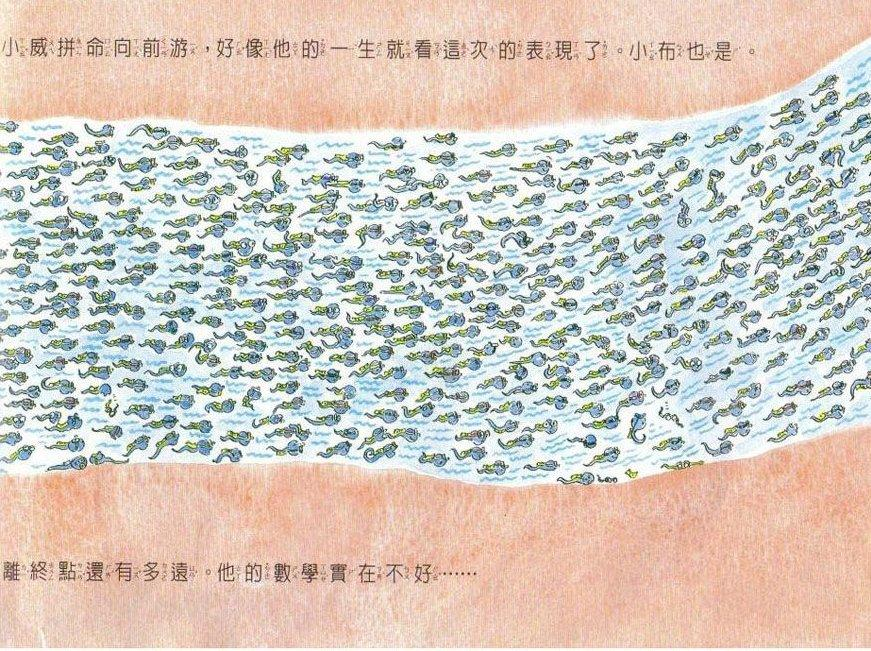 小威拼命向前游，好像他的一生就看這次的表現了。小布也是。
離終點還有多遠。他的數學實在不好……